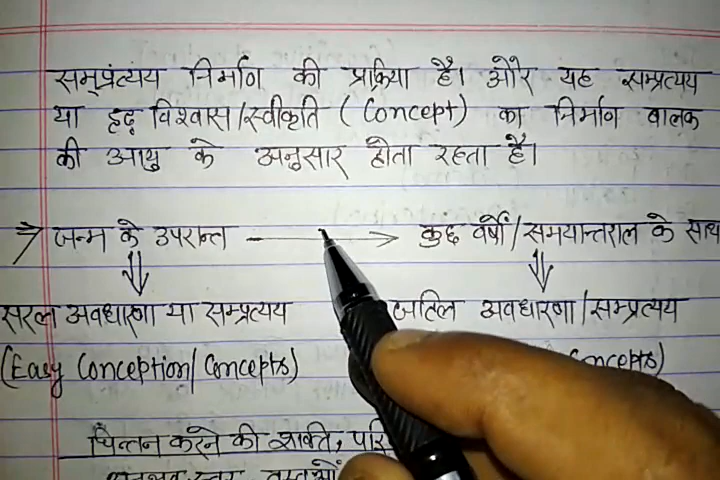 सम्प्रंत्यय निर्माण की प्रक्रिया है। और यह सम्प्रत्यय
या दृढ़ विश्वास/स्वीकृति (Concept) का निर्माण बालक
की आयु के अनुसार होता रहता है।
⇒ जन्म के उपरान्त → कुछ वर्षों/समयान्तराल के साथ
⇓ ⇓
सरल अवधारणा या सम्प्रत्यय जटिल अवधारणा/सम्प्रत्यय
(Easy Conception/Concepts) Concepts)
चिन्तन करने की शक्ति,